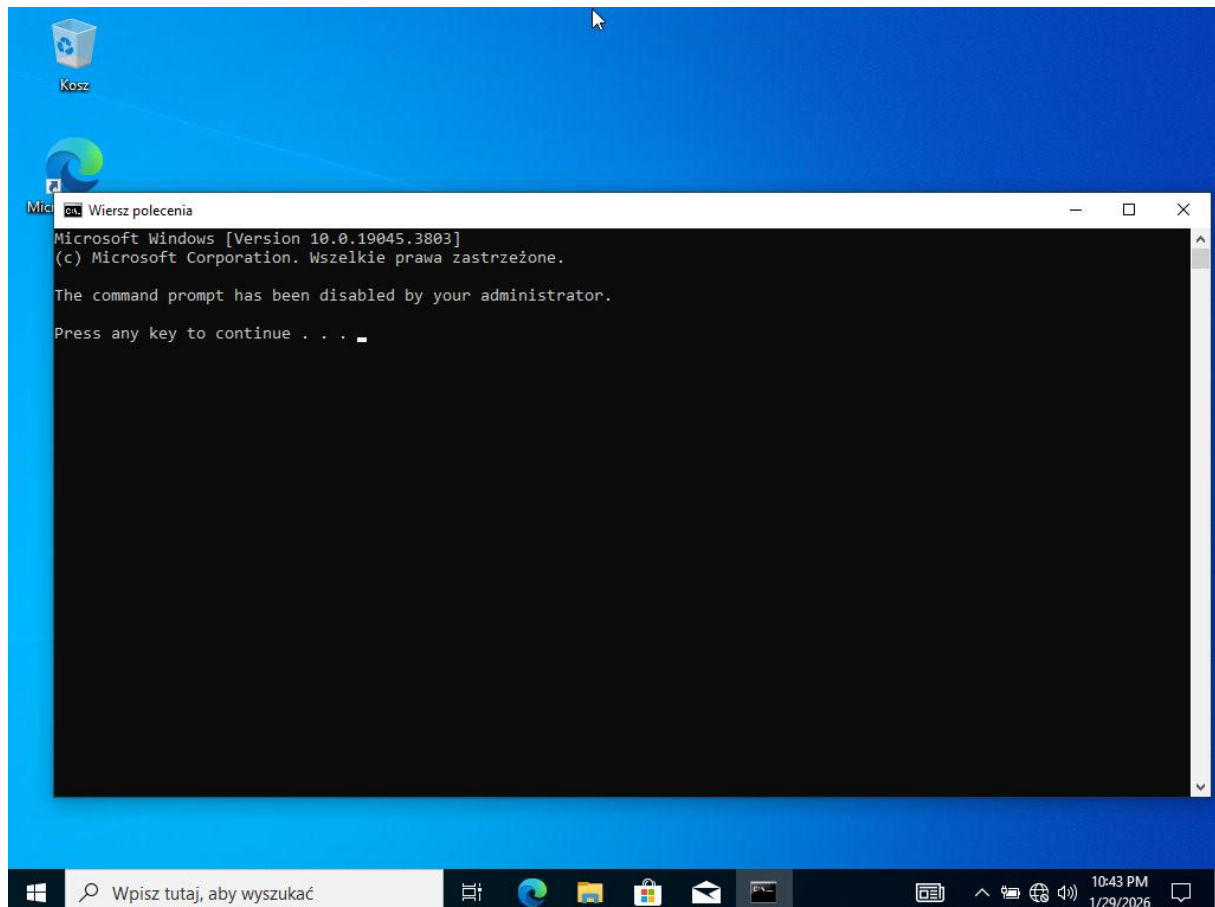 Kosz
Wiersz polecenia
Microsoft Windows [Version 10.0.19045.3803]
(c) Microsoft Corporation. Wszelkie prawa zastrzeżone.
The command prompt has been disabled by your administrator.
Press any key to continue . . .
Wpisz tutaj, aby wyszukać
10:43 PM
1/29/2026